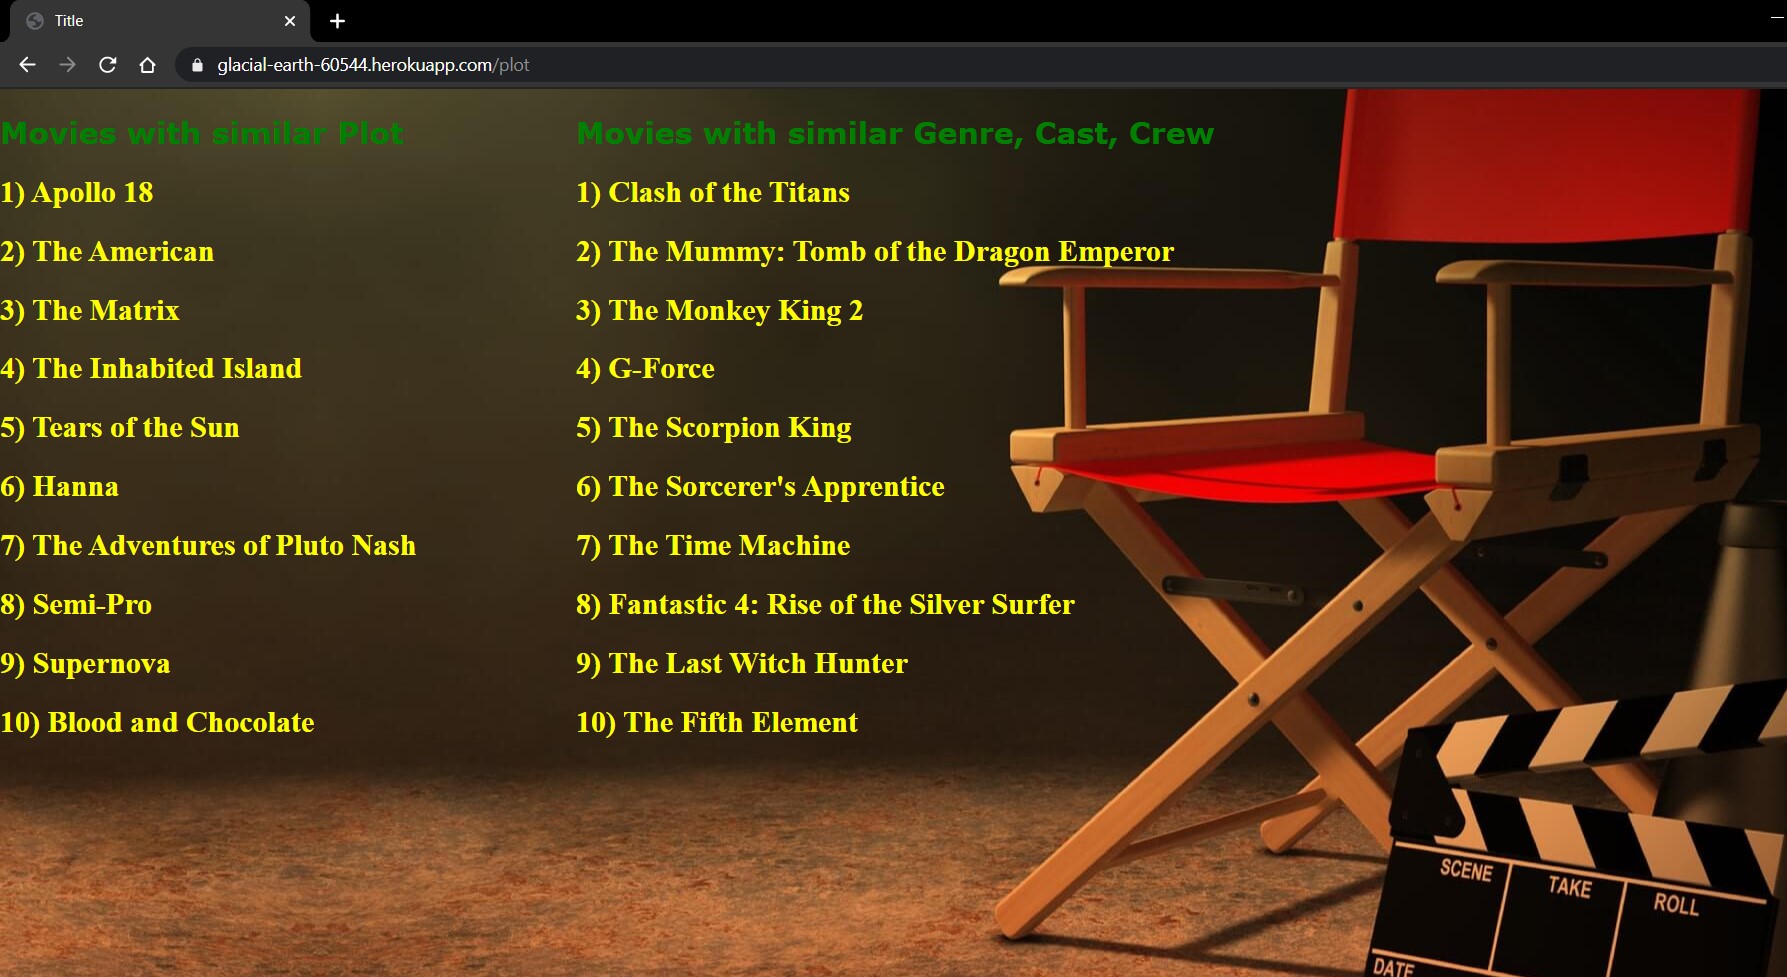 Title
glacial-earth-60544.herokuapp.com/plot
Movies with similar Plot
1) Apollo 18
2) The American
3) The Matrix
4) The Inhabited Island
5) Tears of the Sun
6) Hanna
7) The Adventures of Pluto Nash
8) Semi-Pro
9) Supernova
10) Blood and Chocolate
Movies with similar Genre, Cast, Crew
1) Clash of the Titans
2) The Mummy: Tomb of the Dragon Emperor
3) The Monkey King 2
4) G-Force
5) The Scorpion King
6) The Sorcerer's Apprentice
7) The Time Machine
8) Fantastic 4: Rise of the Silver Surfer
9) The Last Witch Hunter
10) The Fifth Element
SCENE TAKE ROLL
DATE